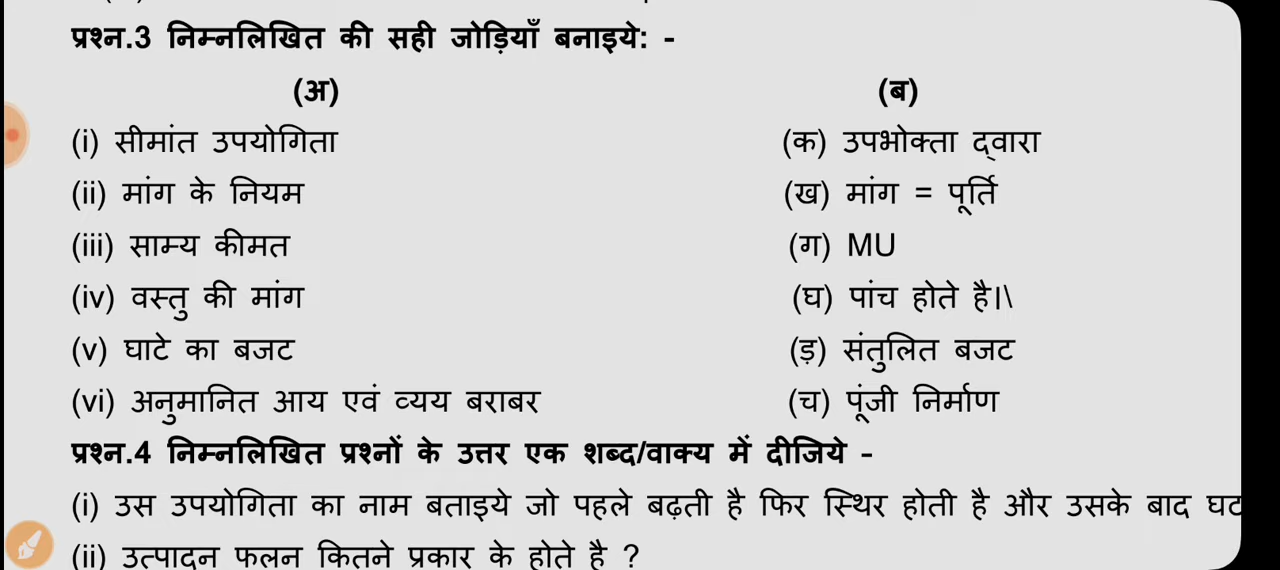 प्रश्न.3 निम्नलिखित की सही जोड़ियाँ बनाइये: -
(अ) (ब)
(i) सीमांत उपयोगिता (क) उपभोक्ता द्वारा
(ii) मांग के नियम (ख) मांग = पूर्ति
(iii) साम्य कीमत (ग) MU
(iv) वस्तु की मांग (घ) पांच होते है।\
(v) घाटे का बजट (ड़) संतुलित बजट
(vi) अनुमानित आय एवं व्यय बराबर (च) पूंजी निर्माण
प्रश्न.4 निम्नलिखित प्रश्नों के उत्तर एक शब्द/वाक्य में दीजिये -
(i) उस उपयोगिता का नाम बताइये जो पहले बढ़ती है फिर स्थिर होती है और उसके बाद घट
(ii) उत्पादन फलन कितने प्रकार के होते है ?